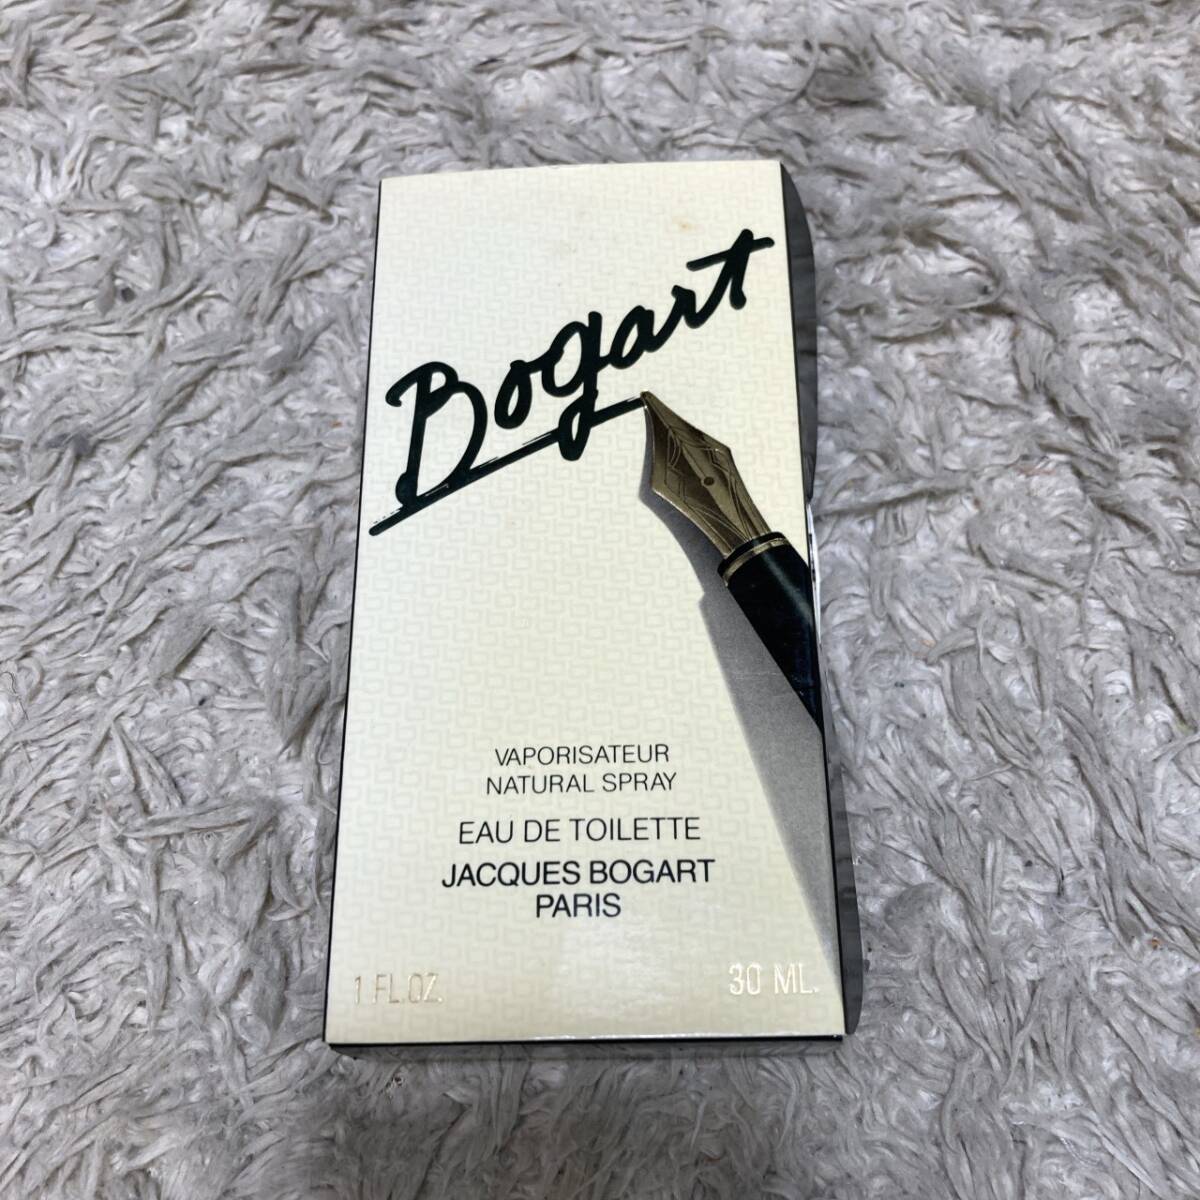 Bogart
VAPORISATEUR
NATURAL SPRAY
EAU DE TOILETTE
JACQUES BOGART
PARIS
1 FL.OZ.
30 ML.